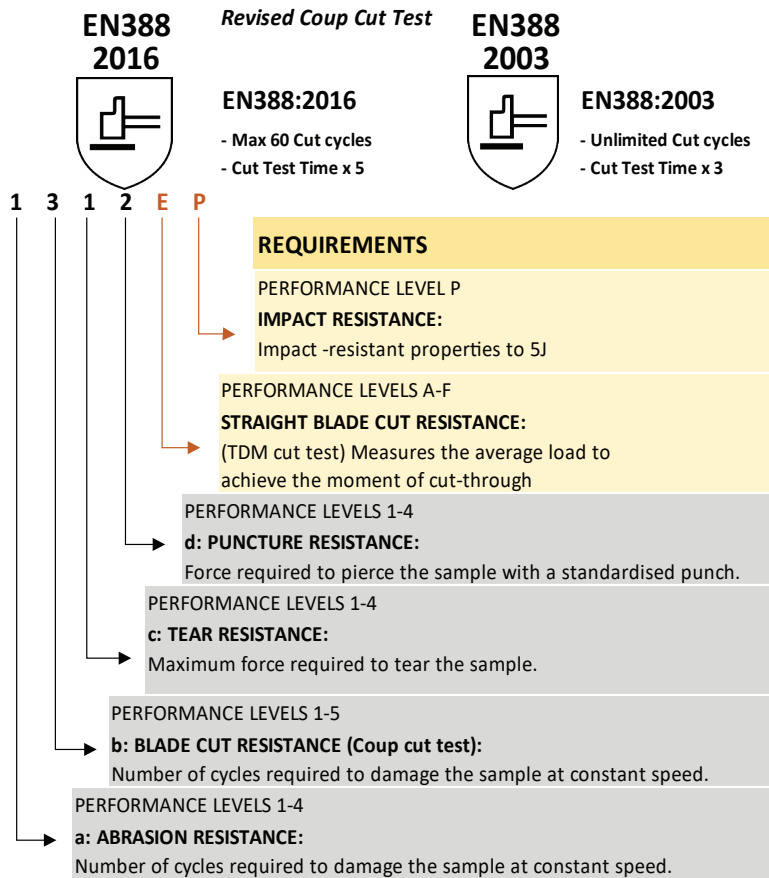 EN388
2016
Revised Coup Cut Test
EN388
2003
EN388:2016
- Max 60 Cut cycles
- Cut Test Time x 5
EN388:2003
- Unlimited Cut cycles
- Cut Test Time x 3
1 3 1 2 E P
REQUIREMENTS
PERFORMANCE LEVEL P
IMPACT RESISTANCE:
Impact -resistant properties to 5J
PERFORMANCE LEVELS A-F
STRAIGHT BLADE CUT RESISTANCE:
(TDM cut test) Measures the average load to
achieve the moment of cut-through
PERFORMANCE LEVELS 1-4
d: PUNCTURE RESISTANCE:
Force required to pierce the sample with a standardised punch.
PERFORMANCE LEVELS 1-4
c: TEAR RESISTANCE:
Maximum force required to tear the sample.
PERFORMANCE LEVELS 1-5
b: BLADE CUT RESISTANCE (Coup cut test):
Number of cycles required to damage the sample at constant speed.
PERFORMANCE LEVELS 1-4
a: ABRASION RESISTANCE:
Number of cycles required to damage the sample at constant speed.